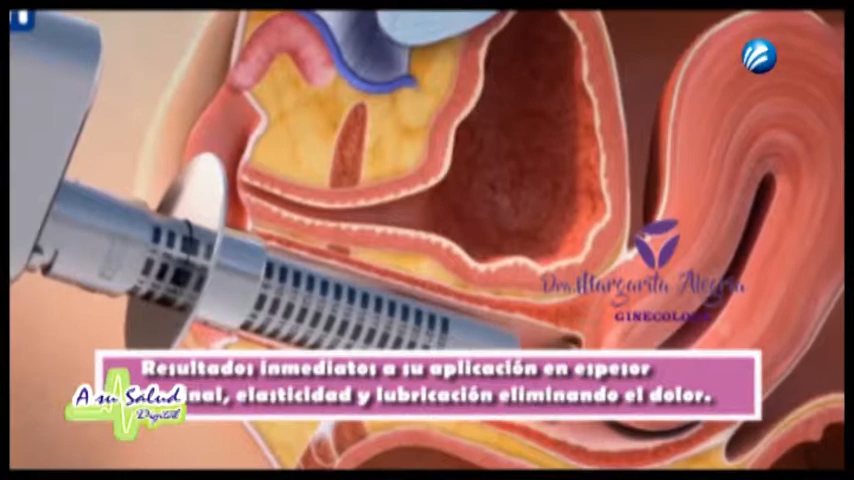 Dra. Margarita Alegría
GINECOLOGA
Resultados inmediatos a su aplicación en espesor
nal, elasticidad y lubricación eliminando el dolor.
A su Salud
Digital